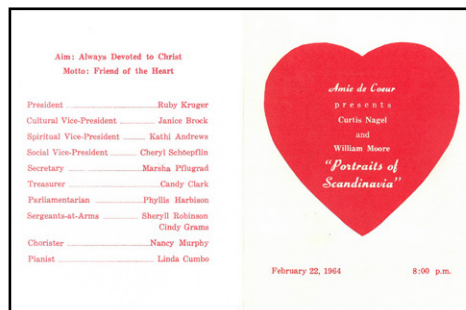 Aim: Always Devoted to Christ
Motto: Friend of the Heart
President Ruby Kruger
Cultural Vice-President Janice Brock
Spiritual Vice-President Kathi Andrews
Social Vice-President Cheryl Schoepflin
Secretary Marsha Pflugrad
Treasurer Candy Clark
Parliamentarian Phyllis Harbison
Sergeants-at-Arms Sheryll Robinson
Cindy Grams
Chorister Nancy Murphy
Pianist Linda Cumbo
Amie de Coeur
presents
Curtis Nagel
and
William Moore
"Portraits of
Scandinavia"
February 22, 1964 8:00 p.m.